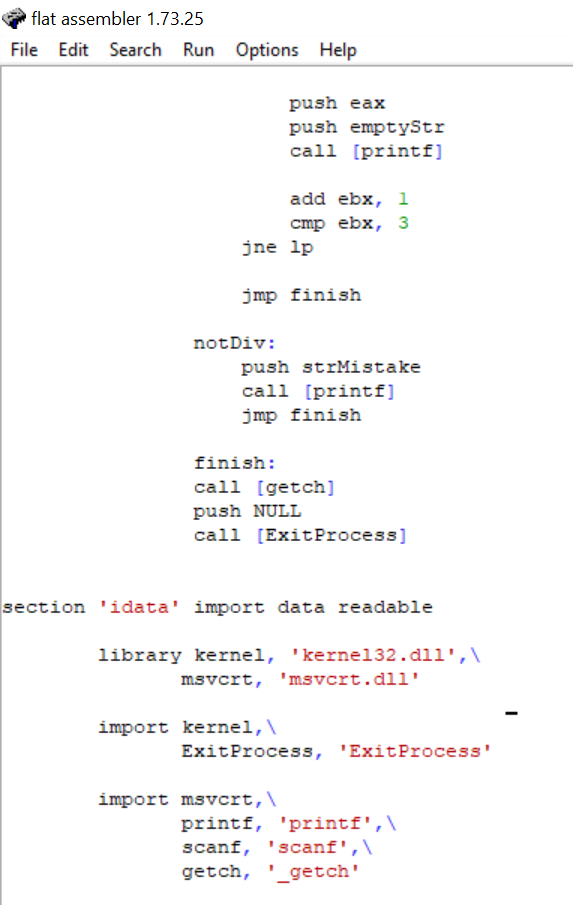 flat assembler 1.73.25
File Edit Search Run Options Help
push eax
push emptyStr
call [printf]
add ebx, 1
cmp ebx, 3
jne lp
jmp finish
notDiv:
push strMistake
call [printf]
jmp finish
finish:
call [getch]
push NULL
call [ExitProcess]
section 'idata' import data readable
library kernel, 'kernel32.dll',\
msvcrt, 'msvcrt.dll'
import kernel,\
ExitProcess, 'ExitProcess'
import msvcrt,\
printf, 'printf',\
scanf, 'scanf',\
getch, '_getch'